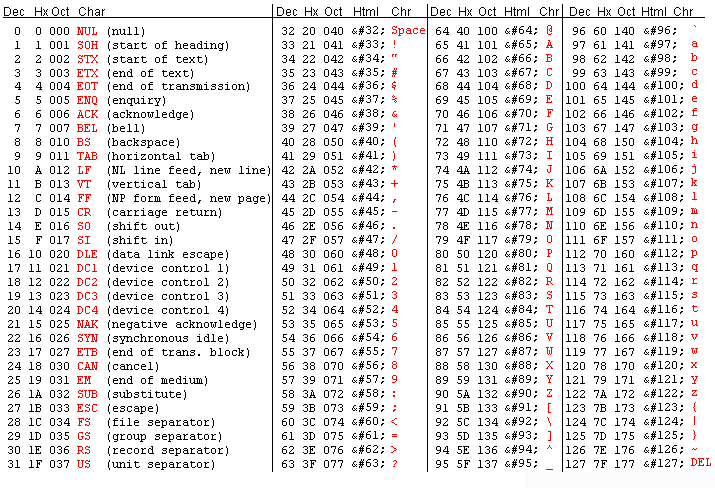 Dec Hx Oct Char Dec Hx Oct Html Chr Dec Hx Oct Html Chr Dec Hx Oct Html Chr
0 0 000 NUL (null) 32 20 040 &#32; Space 64 40 100 &#64; @ 96 60 140 &#96; `
1 1 001 SOH (start of heading) 33 21 041 &#33; ! 65 41 101 &#65; A 97 61 141 &#97; a
2 2 002 STX (start of text) 34 22 042 &#34; " 66 42 102 &#66; B 98 62 142 &#98; b
3 3 003 ETX (end of text) 35 23 043 &#35; # 67 43 103 &#67; C 99 63 143 &#99; c
4 4 004 EOT (end of transmission) 36 24 044 &#36; $ 68 44 104 &#68; D 100 64 144 &#100; d
5 5 005 ENQ (enquiry) 37 25 045 &#37; % 69 45 105 &#69; E 101 65 145 &#101; e
6 6 006 ACK (acknowledge) 38 26 046 &#38; & 70 46 106 &#70; F 102 66 146 &#102; f
7 7 007 BEL (bell) 39 27 047 &#39; ' 71 47 107 &#71; G 103 67 147 &#103; g
8 8 010 BS (backspace) 40 28 050 &#40; ( 72 48 110 &#72; H 104 68 150 &#104; h
9 9 011 TAB (horizontal tab) 41 29 051 &#41; ) 73 49 111 &#73; I 105 69 151 &#105; i
10 A 012 LF (NL line feed, new line) 42 2A 052 &#42; * 74 4A 112 &#74; J 106 6A 152 &#106; j
11 B 013 VT (vertical tab) 43 2B 053 &#43; + 75 4B 113 &#75; K 107 6B 153 &#107; k
12 C 014 FF (NP form feed, new page) 44 2C 054 &#44; , 76 4C 114 &#76; L 108 6C 154 &#108; l
13 D 015 CR (carriage return) 45 2D 055 &#45; - 77 4D 115 &#77; M 109 6D 155 &#109; m
14 E 016 SO (shift out) 46 2E 056 &#46; . 78 4E 116 &#78; N 110 6E 156 &#110; n
15 F 017 SI (shift in) 47 2F 057 &#47; / 79 4F 117 &#79; O 111 6F 157 &#111; o
16 10 020 DLE (data link escape) 48 30 060 &#48; 0 80 50 120 &#80; P 112 70 160 &#112; p
17 11 021 DC1 (device control 1) 49 31 061 &#49; 1 81 51 121 &#81; Q 113 71 161 &#113; q
18 12 022 DC2 (device control 2) 50 32 062 &#50; 2 82 52 122 &#82; R 114 72 162 &#114; r
19 13 023 DC3 (device control 3) 51 33 063 &#51; 3 83 53 123 &#83; S 115 73 163 &#115; s
20 14 024 DC4 (device control 4) 52 34 064 &#52; 4 84 54 124 &#84; T 116 74 164 &#116; t
21 15 025 NAK (negative acknowledge) 53 35 065 &#53; 5 85 55 125 &#85; U 117 75 165 &#117; u
22 16 026 SYN (synchronous idle) 54 36 066 &#54; 6 86 56 126 &#86; V 118 76 166 &#118; v
23 17 027 ETB (end of trans. block) 55 37 067 &#55; 7 87 57 127 &#87; W 119 77 167 &#119; w
24 18 030 CAN (cancel) 56 38 070 &#56; 8 88 58 130 &#88; X 120 78 170 &#120; x
25 19 031 EM (end of medium) 57 39 071 &#57; 9 89 59 131 &#89; Y 121 79 171 &#121; y
26 1A 032 SUB (substitute) 58 3A 072 &#58; : 90 5A 132 &#90; Z 122 7A 172 &#122; z
27 1B 033 ESC (escape) 59 3B 073 &#59; ; 91 5B 133 &#91; [ 123 7B 173 &#123; {
28 1C 034 FS (file separator) 60 3C 074 &#60; < 92 5C 134 &#92; \ 124 7C 174 &#124; |
29 1D 035 GS (group separator) 61 3D 075 &#61; = 93 5D 135 &#93; ] 125 7D 175 &#125; }
30 1E 036 RS (record separator) 62 3E 076 &#62; > 94 5E 136 &#94; ^ 126 7E 176 &#126; ~
31 1F 037 US (unit separator) 63 3F 077 &#63; ? 95 5F 137 &#95; _ 127 7F 177 &#127; DEL